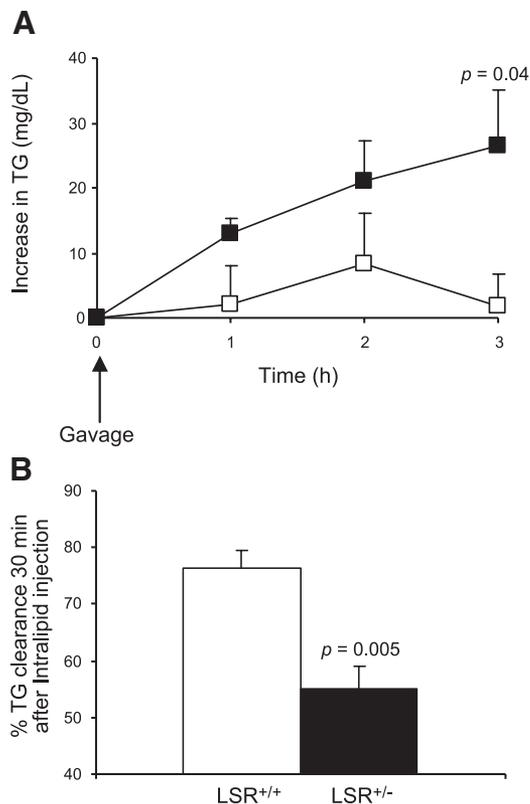 A
Increase in TG (mg/dL)
40
30
20
10
0
p = 0.04
0 1 2 3
Time (h)
Gavage
B
% TG clearance 30 min
after Intralipid injection
90
80
70
60
50
40
p = 0.005
LSR+/+ LSR+/-